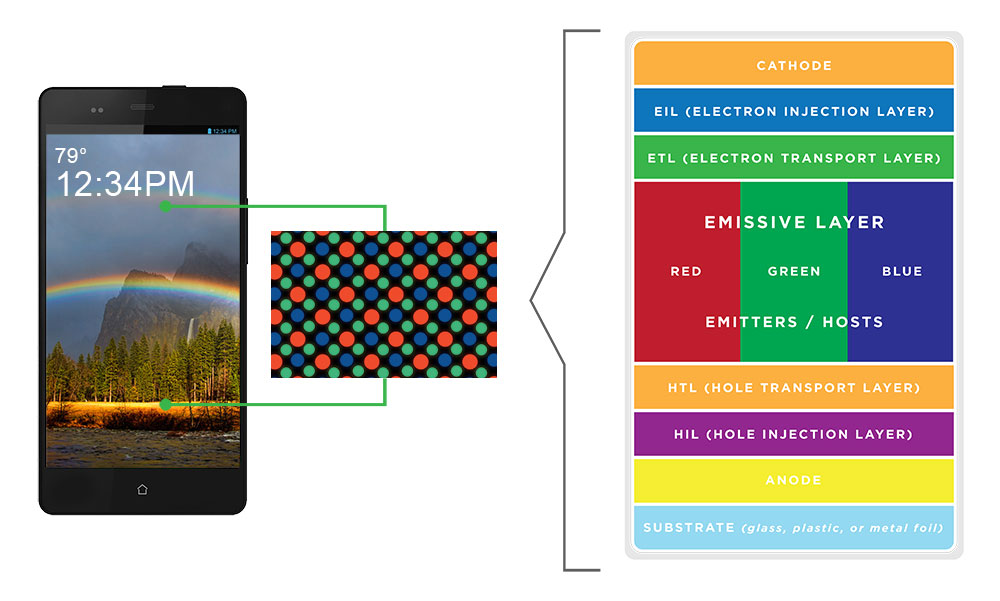 12:34 PM
79°
12:34PM
CATHODE
EIL (ELECTRON INJECTION LAYER)
ETL (ELECTRON TRANSPORT LAYER)
EMISSIVE LAYER
RED GREEN BLUE
EMITTERS / HOSTS
HTL (HOLE TRANSPORT LAYER)
HIL (HOLE INJECTION LAYER)
ANODE
SUBSTRATE (glass, plastic, or metal foil)